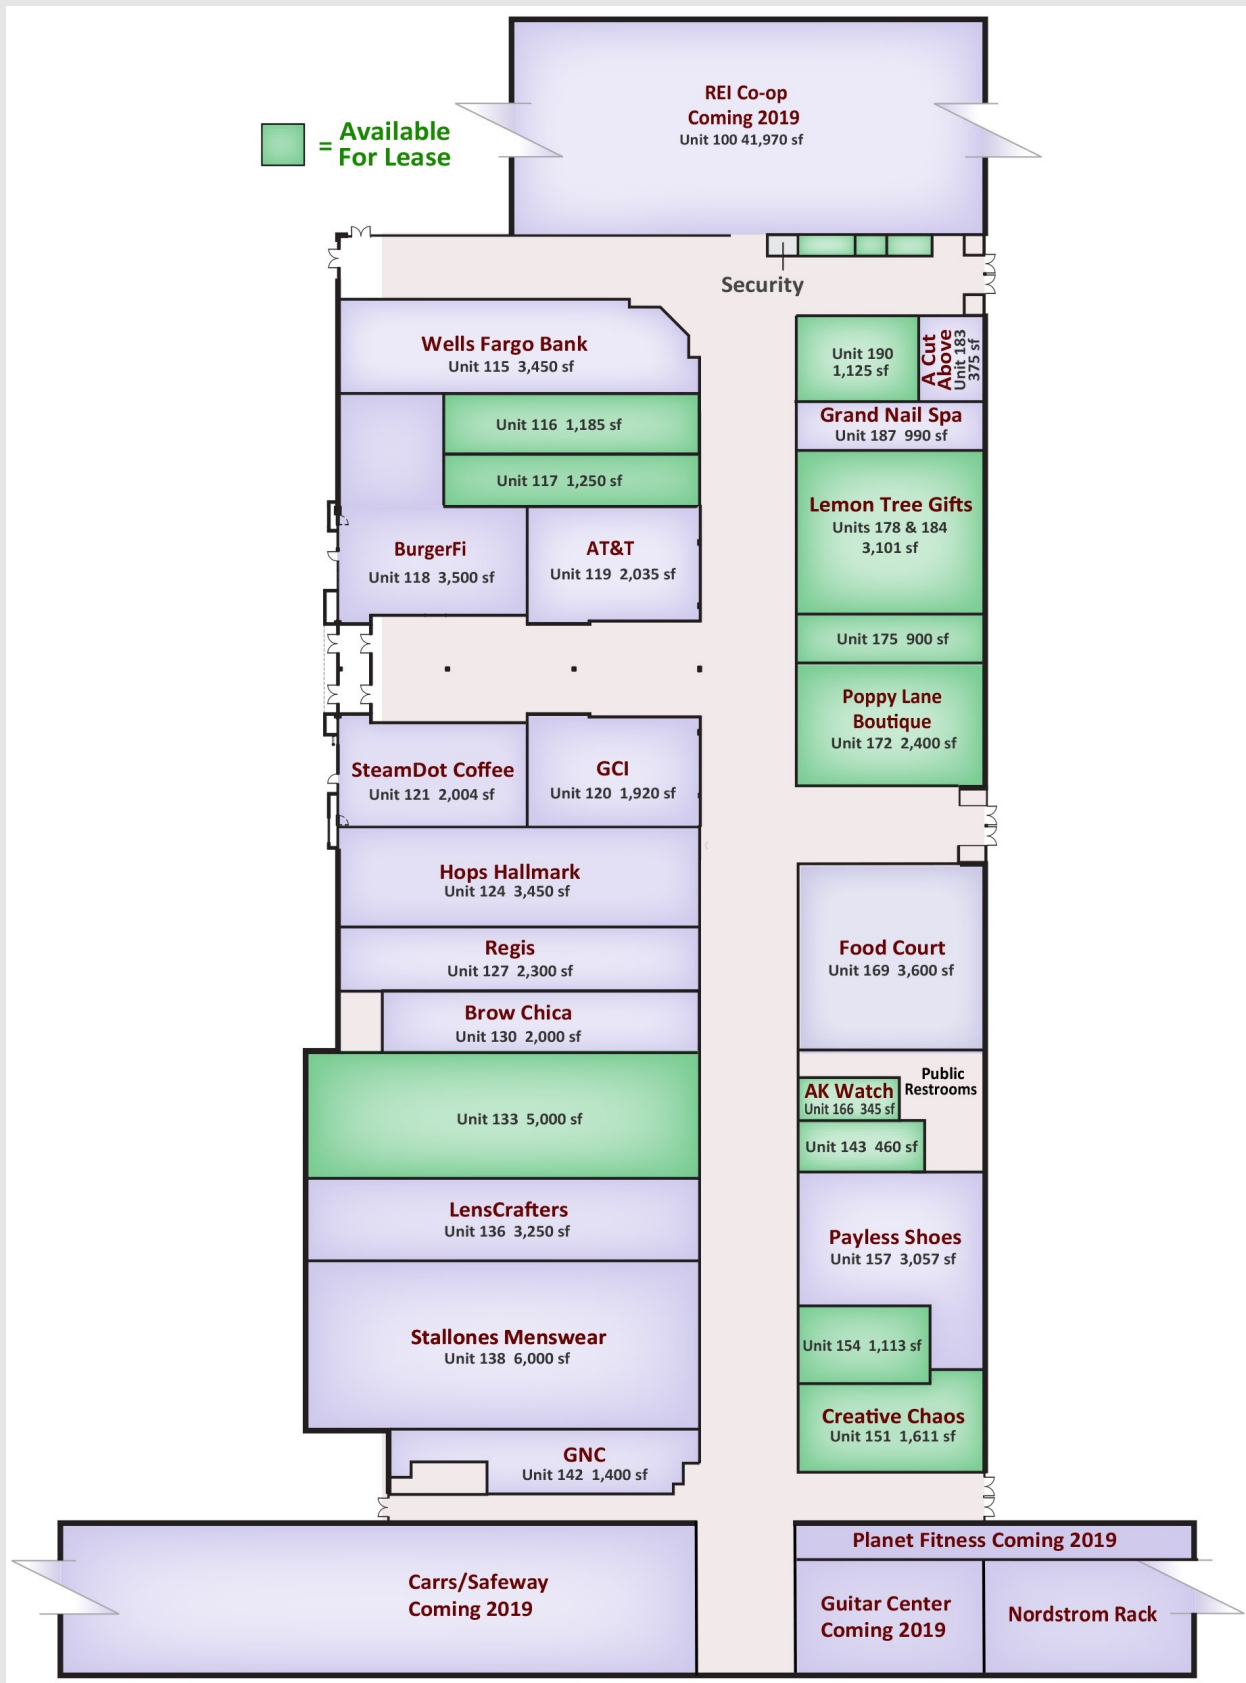 REI Co-op
Coming 2019
Unit 100 41,970 sf
= Available
For Lease
Security
Wells Fargo Bank
Unit 115 3,450 sf
Unit 190
1,125 sf
A Cut
Above
Unit 183
375 sf
Grand Nail Spa
Unit 187 990 sf
Unit 116 1,185 sf
Unit 117 1,250 sf
Lemon Tree Gifts
Units 178 & 184
3,101 sf
BurgerFi
Unit 118 3,500 sf
AT&T
Unit 119 2,035 sf
Unit 175 900 sf
Poppy Lane
Boutique
Unit 172 2,400 sf
SteamDot Coffee
Unit 121 2,004 sf
GCI
Unit 120 1,920 sf
Hops Hallmark
Unit 124 3,450 sf
Regis
Unit 127 2,300 sf
Food Court
Unit 169 3,600 sf
Brow Chica
Unit 130 2,000 sf
Public
Restrooms
AK Watch
Unit 166 345 sf
Unit 133 5,000 sf
Unit 143 460 sf
LensCrafters
Unit 136 3,250 sf
Payless Shoes
Unit 157 3,057 sf
Stallones Menswear
Unit 138 6,000 sf
Unit 154 1,113 sf
Creative Chaos
Unit 151 1,611 sf
GNC
Unit 142 1,400 sf
Planet Fitness Coming 2019
Carrs/Safeway
Coming 2019
Guitar Center
Coming 2019
Nordstrom Rack